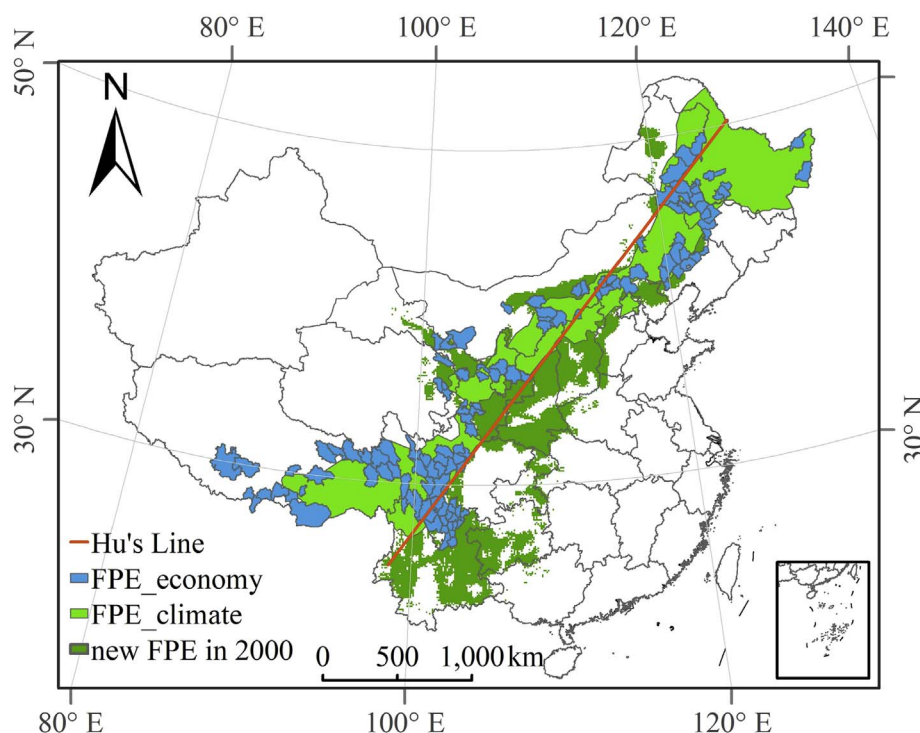 80° E 100° E 120° E 140° E
50° N
N
30° N
30° N
Hu's Line
FPE_economy
FPE_climate
new FPE in 2000
0 500 1,000 km
80° E 100° E 120° E